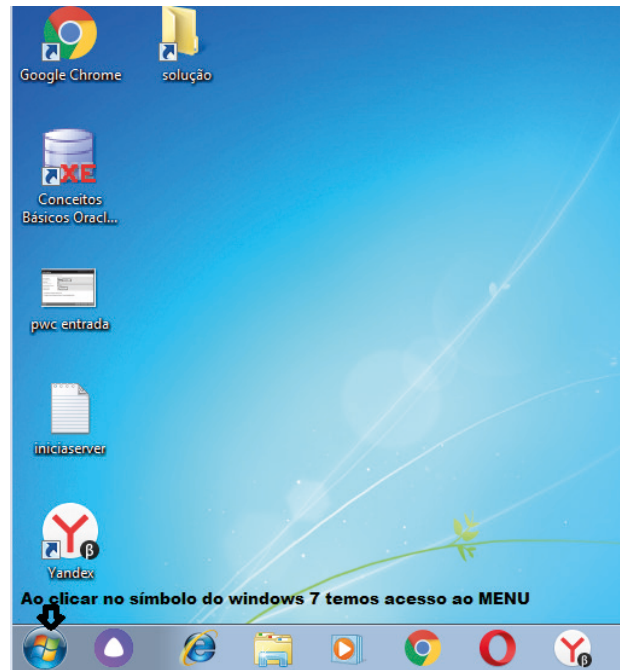 Google Chrome
solução
XE
Conceitos
Básicos Oracl...
pwc entrada
iniciaserver
Y
β
Yandex
Ao clicar no símbolo do windows 7 temos acesso ao MENU
Y
β